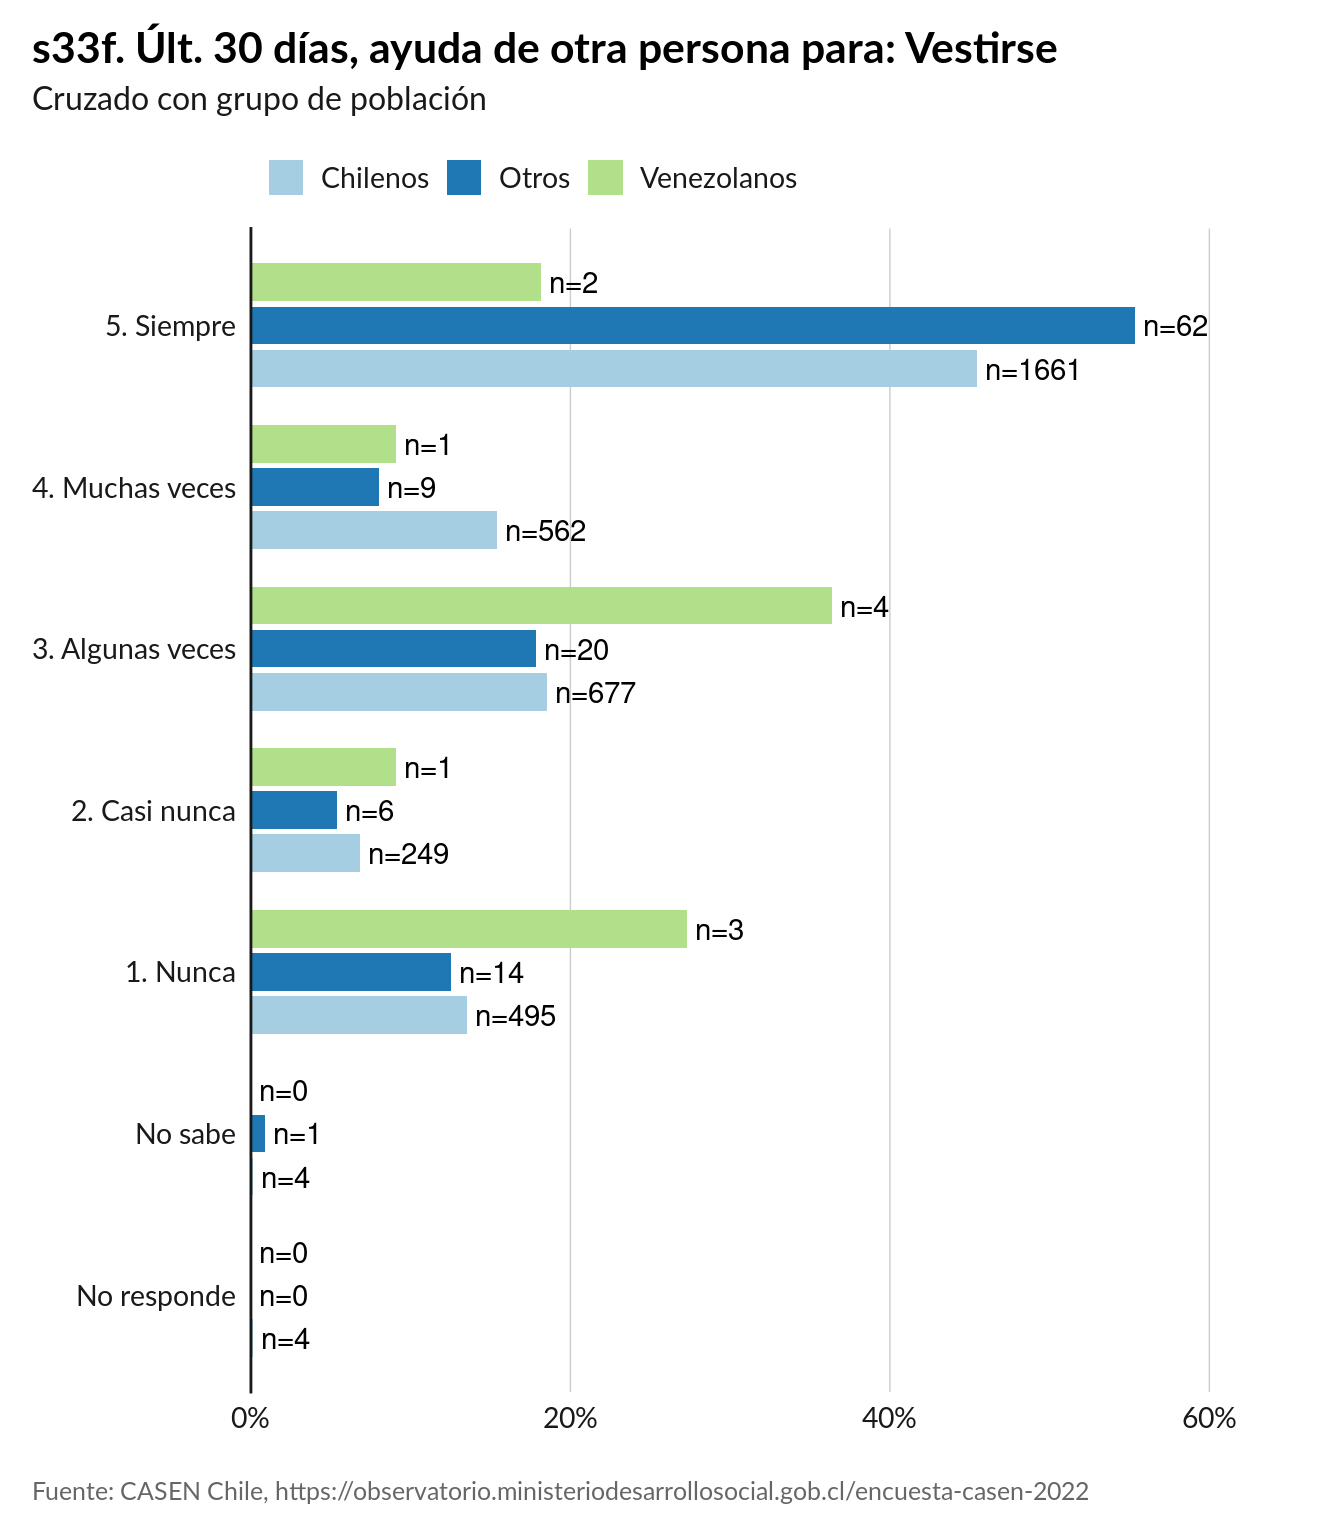 s33f. Últ. 30 días, ayuda de otra persona para: Vestirse
Cruzado con grupo de población
Chilenos Otros Venezolanos
n=2
5. Siempre n=62
n=1661
n=1
4. Muchas veces n=9
n=562
n=4
3. Algunas veces n=20
n=677
n=1
2. Casi nunca n=6
n=249
n=3
1. Nunca n=14
n=495
n=0
No sabe n=1
n=4
n=0
No responde n=0
n=4
0% 20% 40% 60%
Fuente: CASEN Chile, https://observatorio.ministeriodesarrollosocial.gob.cl/encuesta-casen-2022